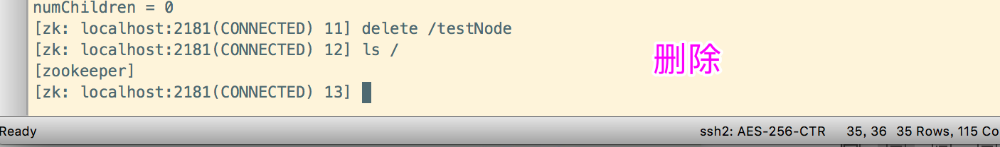 numChildren = 0
[zk: localhost:2181(CONNECTED) 11] delete /testNode
[zk: localhost:2181(CONNECTED) 12] ls /
[zookeeper]
[zk: localhost:2181(CONNECTED) 13]
删除
Ready ssh2: AES-256-CTR 35, 36 35 Rows, 115 Co